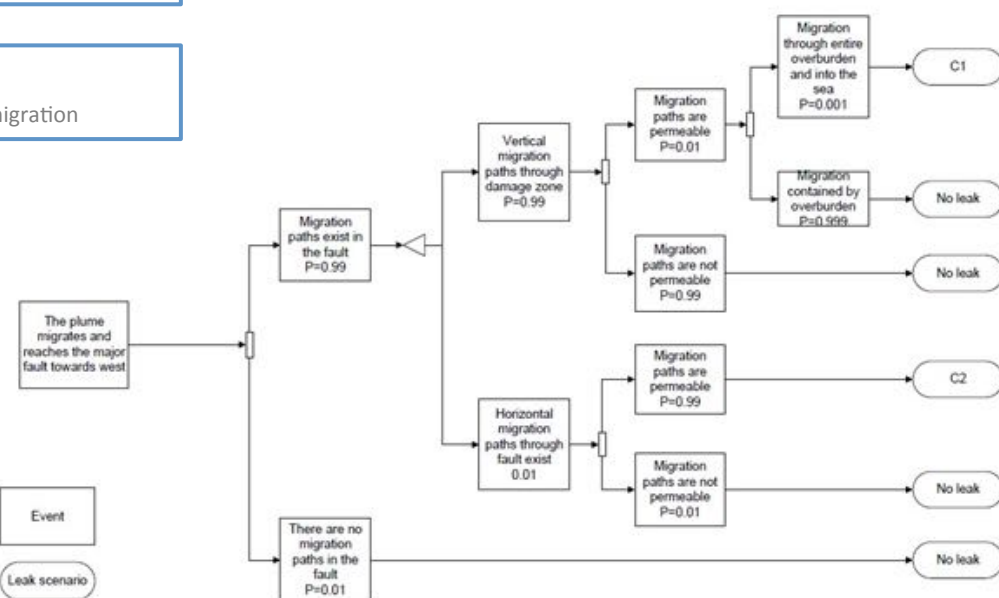 migration
Migration
through entire
overburden
and into the
sea
P=0.001
C1
Migration
paths are
permeable
P=0.01
Vertical
migration
paths through
damage zone
P=0.99
Migration
contained by
overburden
P=0.999
No leak
Migration
paths exist in
the fault
P=0.99
Migration
paths are not
permeable
P=0.99
No leak
The plume
migrates and
reaches the major
fault towards west
Migration
paths are
permeable
P=0.99
C2
Horizontal
migration
paths through
fault exist
0.01
Migration
paths are not
permeable
P=0.01
No leak
Event
There are no
migration
paths in the
fault
P=0.01
No leak
Leak scenario